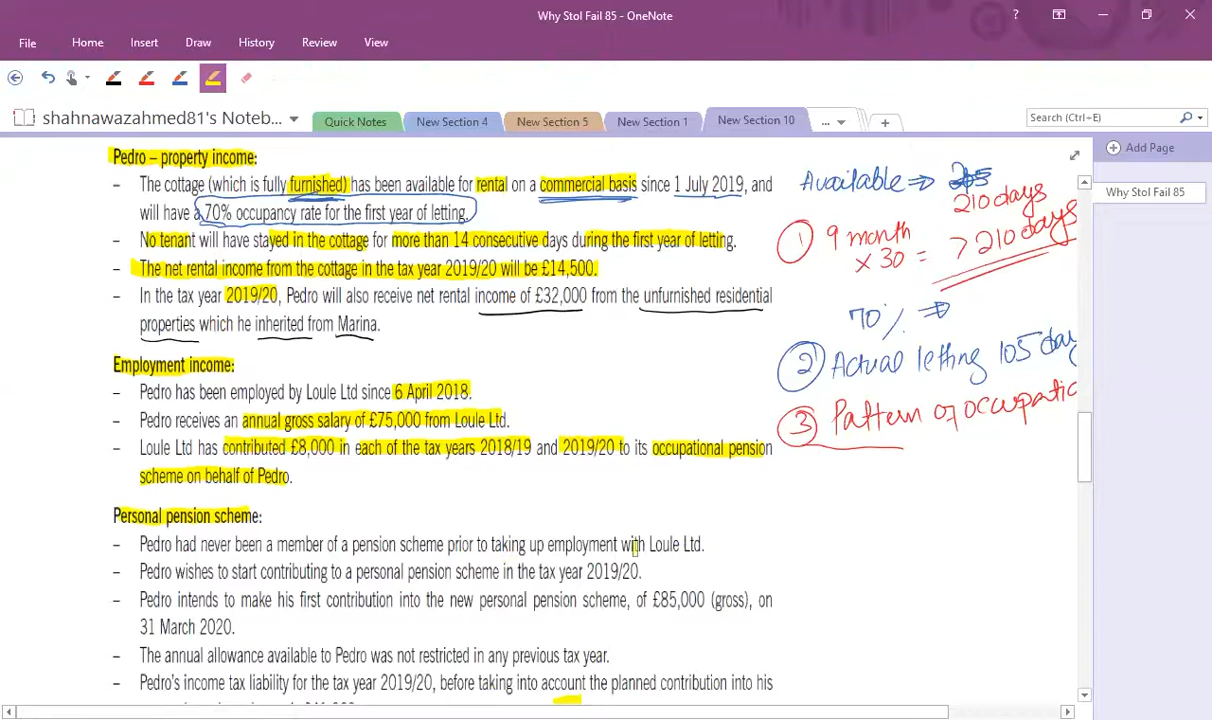 Why Stol Fail 85 - OneNote
?
File Home Insert Draw History Review View
shahnawazahmed81's Noteb...
Quick Notes
New Section 4
New Section 5
New Section 1
New Section 10
...
+
Record (Ctrl+E)
Add Page
Why Stol Fail 85
Pedro – property income:
– The cottage (which is fully furnished) has been available for rental on a commercial basis since 1 July 2019, and
will have a 70% occupancy rate for the first year of letting.
– No tenant will have stayed in the cottage for more than 14 consecutive days during the first year of letting.
– The net rental income from the cottage in the tax year 2019/20 will be £14,500.
– In the tax year 2019/20, Pedro will also receive net rental income of £32,000 from the unfurnished residential
properties which he inherited from Marina.
Employment income:
– Pedro has been employed by Loule Ltd since 6 April 2018.
– Pedro receives an annual gross salary of £75,000 from Loule Ltd.
– Loule Ltd has contributed £8,000 in each of the tax years 2018/19 and 2019/20 to its occupational pension
scheme on behalf of Pedro.
Personal pension scheme:
– Pedro had never been a member of a pension scheme prior to taking up employment with Loule Ltd.
– Pedro wishes to start contributing to a personal pension scheme in the tax year 2019/20.
– Pedro intends to make his first contribution into the new personal pension scheme, of £85,000 (gross), on
31 March 2020.
– The annual allowance available to Pedro was not restricted in any previous tax year.
– Pedro's income tax liability for the tax year 2019/20, before taking into account the planned contribution into his
Available ⇒
210 days
① 9 month
× 30 = > 210 days
70% ⇒
② Actual letting 105 day
③ Pattern of occupatio